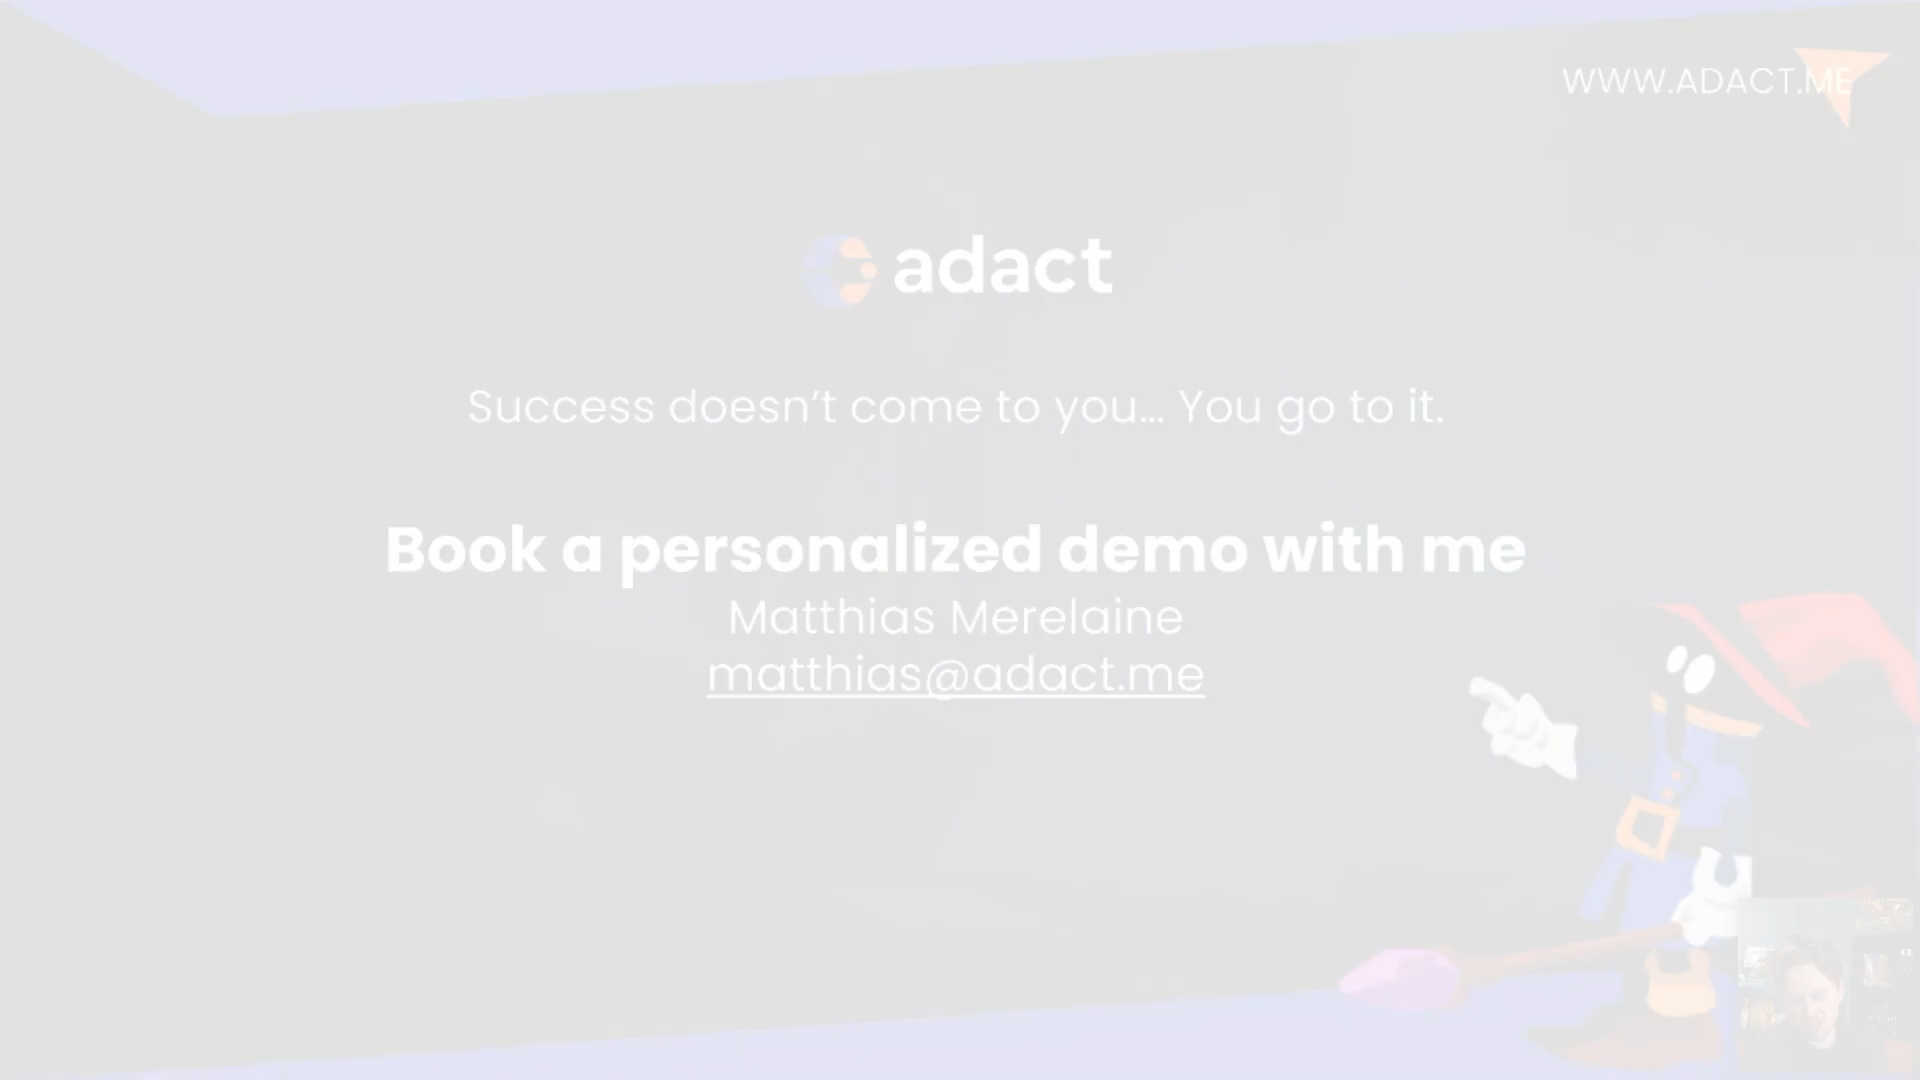 WWW.ADACT.ME
adact
Success doesn’t come to you... You go to it.
Book a personalized demo with me
Matthias Merelaine
matthias@adact.me